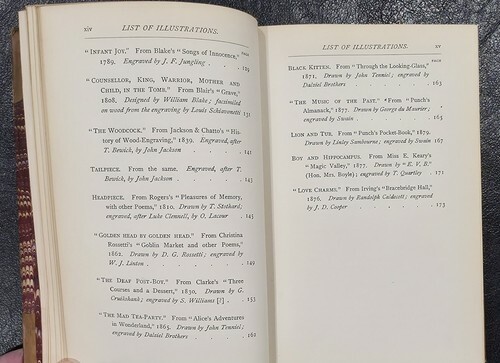 xiv LIST OF ILLUSTRATIONS.
PAGE
"INFANT JOY." From Blake's "Songs of Innocence,"
1789. Engraved by J. F. Jungling . . . . 129
"COUNSELLOR, KING, WARRIOR, MOTHER AND
CHILD, IN THE TOMB." From Blair's "Grave,"
1808, Designed by William Blake; facsimiled
on wood from the engraving by Louis Schiavonetti 131
"THE WOODCOCK." From Jackson & Chatto's "His-
tory of Wood-Engraving," 1839. Engraved, after
T. Bewick, by John Jackson . . . . 141
TAILPIECE. From the same. Engraved, after T.
Bewick, by John Jackson . . . . 143
HEADPIECE. From Rogers's "Pleasures of Memory,
with other Poems," 1810. Drawn by T. Stothard;
engraved, after Luke Clennell, by O. Lacour . 145
"GOLDEN HEAD BY GOLDEN HEAD." From Christina
Rossetti's "Goblin Market and other Poems,"
1862. Drawn by D. G. Rossetti; engraved by
W. J. Linton . . . . . . . 149
"THE DEAF POST-BOY." From Clarke's "Three
Courses and a Dessert," 1830. Drawn by G.
Cruikshank; engraved by S. Williams [?] . . 153
"THE MAD TEA-PARTY." From "Alice's Adventures
in Wonderland," 1865. Drawn by John Tenniel;
engraved by Dalziel Brothers . . . . 162
LIST OF ILLUSTRATIONS. xv
PAGE
BLACK KITTEN. From "Through the Looking-Glass,"
1871. Drawn by John Tenniel; engraved by
Dalziel Brothers . . . . . . 163
"THE MUSIC OF THE PAST." From "Punch's
Almanack," 1877. Drawn by George du Maurier;
engraved by Swain . . . . . . 165
LION AND TUB. From "Punch's Pocket-Book," 1879.
Drawn by Linley Sambourne; engraved by Swain 167
BOY AND HIPPOCAMPUS. From Miss E. Keary's
"Magic Valley," 1877. Drawn by "E. V. B."
(Hon. Mrs. Boyle); engraved by T. Quartley . 171
"LOVE CHARMS." From Irving's "Bracebridge Hall,"
1876. Drawn by Randolph Caldecott; engraved
by J. D. Cooper . . . . . . 173